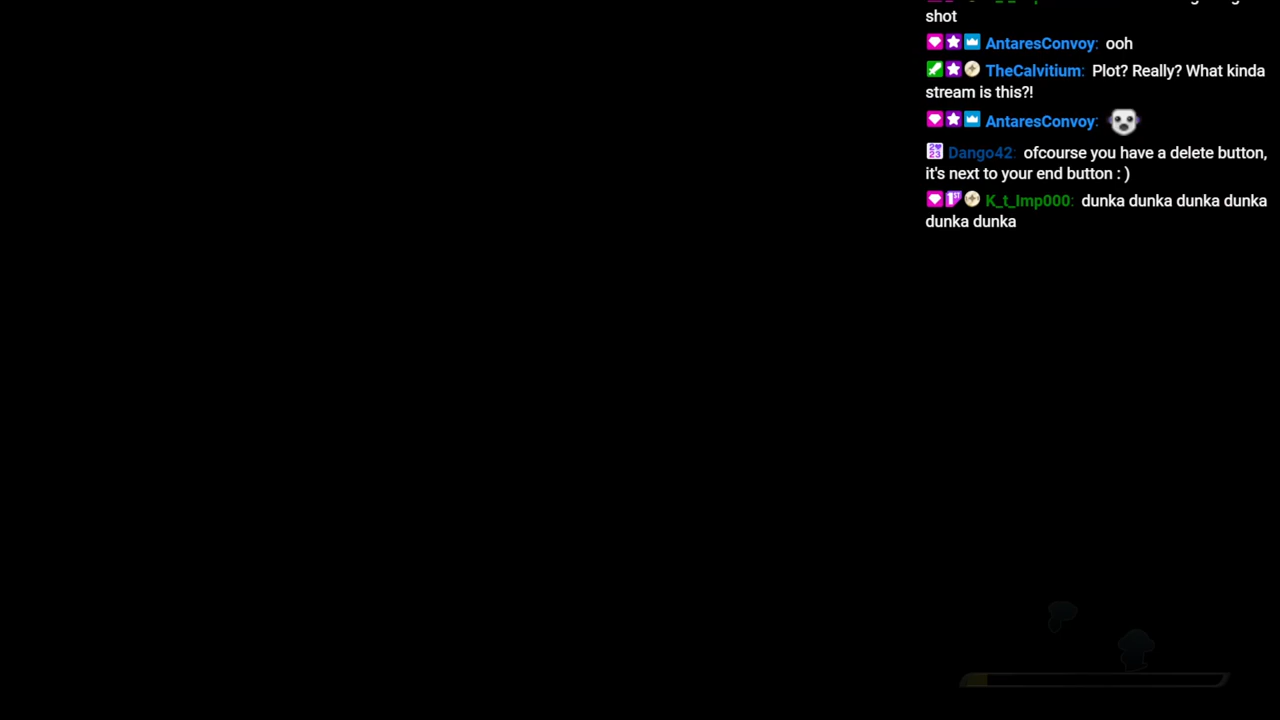 shot
AntaresConvoy: ooh
TheCalvitium: Plot? Really? What kinda
stream is this?!
AntaresConvoy:
Dango42: ofcourse you have a delete button,
it's next to your end button : )
K_t_Imp000: dunka dunka dunka dunka
dunka dunka